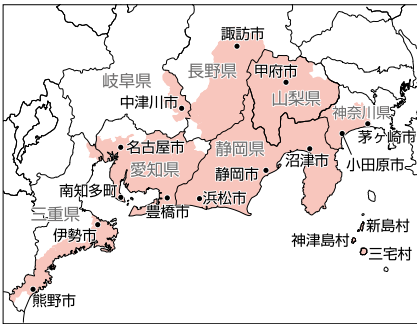 諏訪市
岐阜県
長野県
甲府市
中津川市
山梨県
神奈川県
茅ヶ崎市
名古屋市
静岡県
愛知県
沼津市
小田原市
静岡市
南知多町
浜松市
豊橋市
三重県
伊勢市
新島村
神津島村
三宅村
熊野市